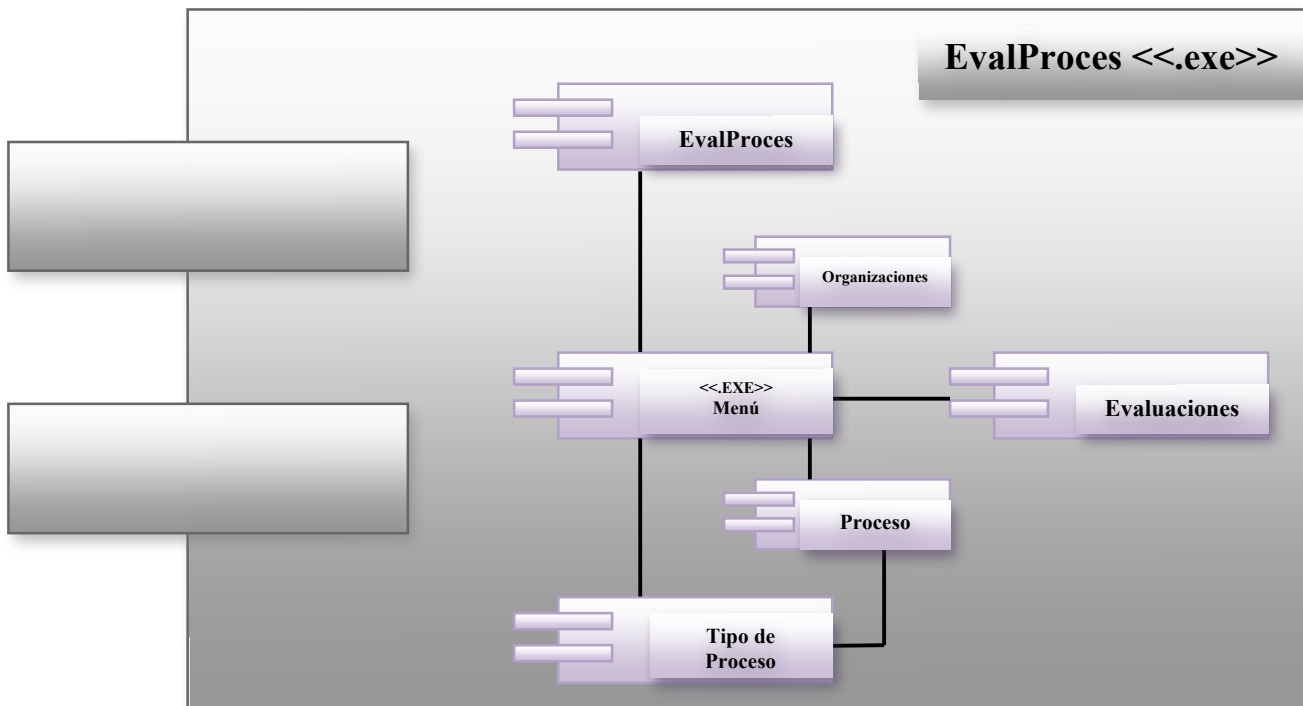 EvalProces <<.exe>>
EvalProces
Organizaciones
<<.EXE>>
Menú
Evaluaciones
Proceso
Tipo de
Proceso